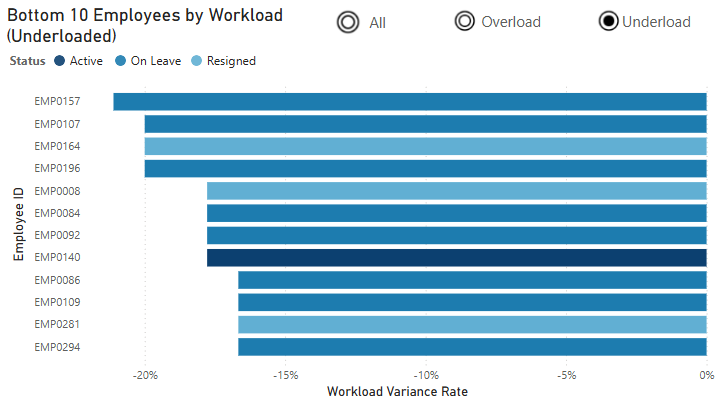 Bottom 10 Employees by Workload
(Underloaded)
All
Overload
Underload
Status Active On Leave Resigned
Employee ID
EMP0157
EMP0107
EMP0164
EMP0196
EMP0008
EMP0084
EMP0092
EMP0140
EMP0086
EMP0109
EMP0281
EMP0294
-20% -15% -10% -5% 0%
Workload Variance Rate